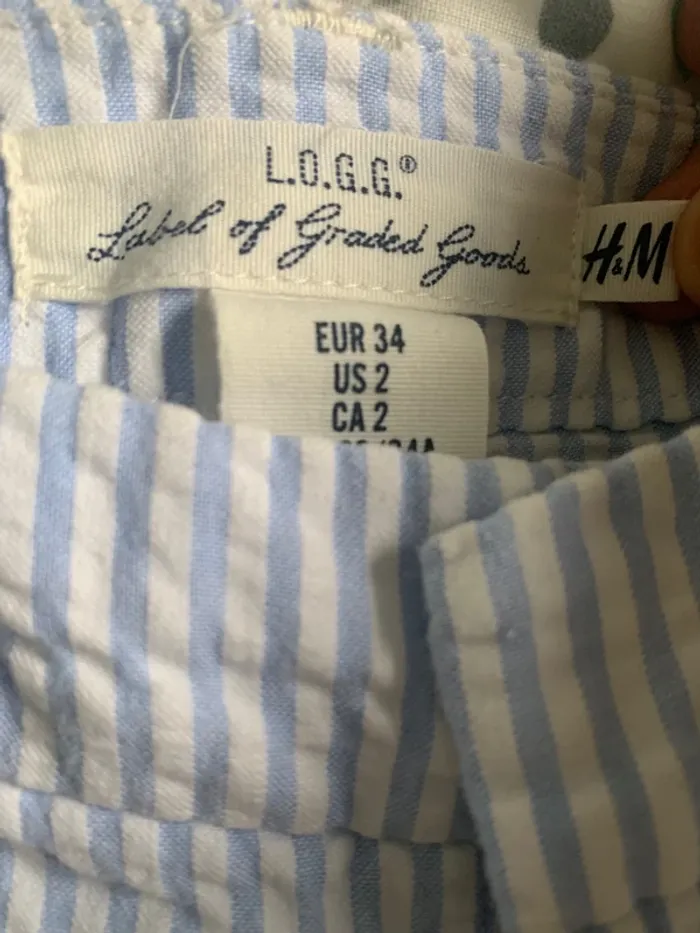 L.O.G.G.®
Label of Graded Goods
H&M
EUR 34
US 2
CA 2